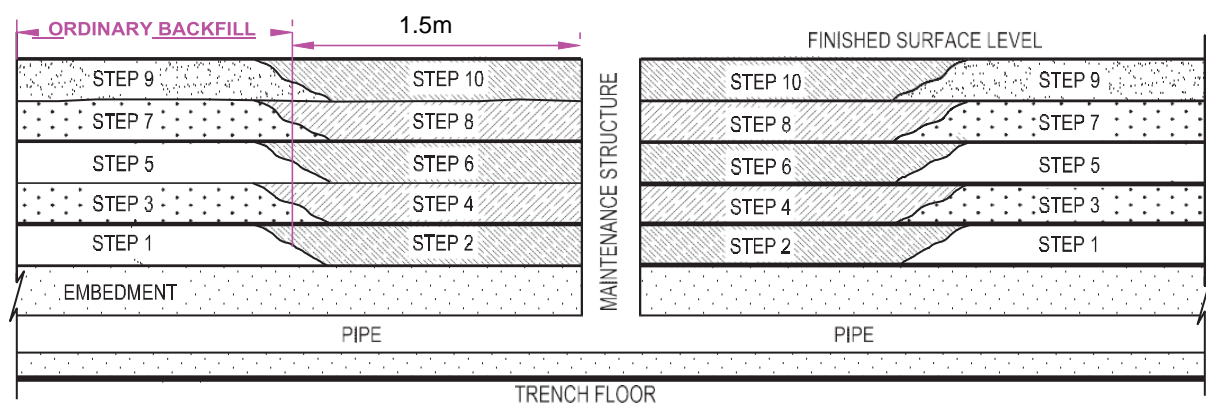 ORDINARY BACKFILL
1.5m
FINISHED SURFACE LEVEL
STEP 9
STEP 10
STEP 10
STEP 9
STEP 7
STEP 8
STEP 8
STEP 7
STEP 5
STEP 6
STEP 6
STEP 5
STEP 3
STEP 4
STEP 4
STEP 3
STEP 1
STEP 2
STEP 2
STEP 1
MAINTENANCE STRUCTURE
EMBEDMENT
PIPE
PIPE
TRENCH FLOOR